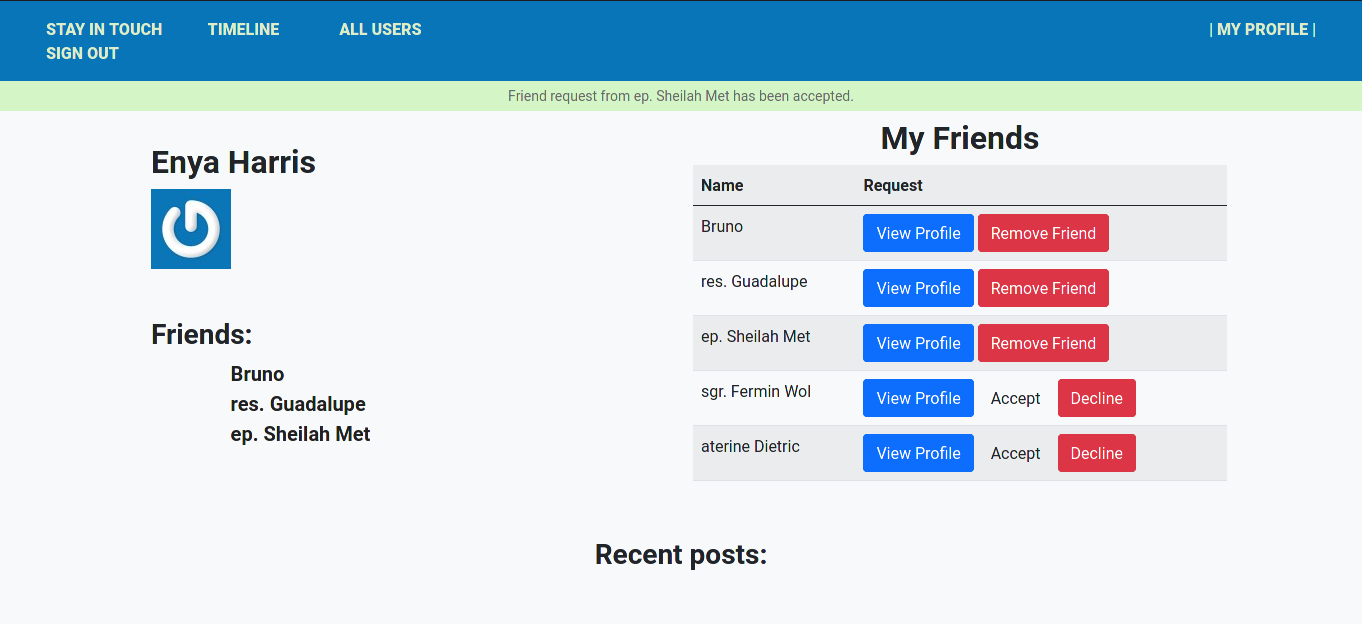 STAY IN TOUCH TIMELINE ALL USERS | MY PROFILE |
SIGN OUT
Friend request from ep. Sheilah Met has been accepted.
Enya Harris
Friends:
Bruno
res. Guadalupe
ep. Sheilah Met
My Friends
Name Request
Bruno View Profile Remove Friend
res. Guadalupe View Profile Remove Friend
ep. Sheilah Met View Profile Remove Friend
sgr. Fermin Wol View Profile Accept Decline
aterine Dietric View Profile Accept Decline
Recent posts: